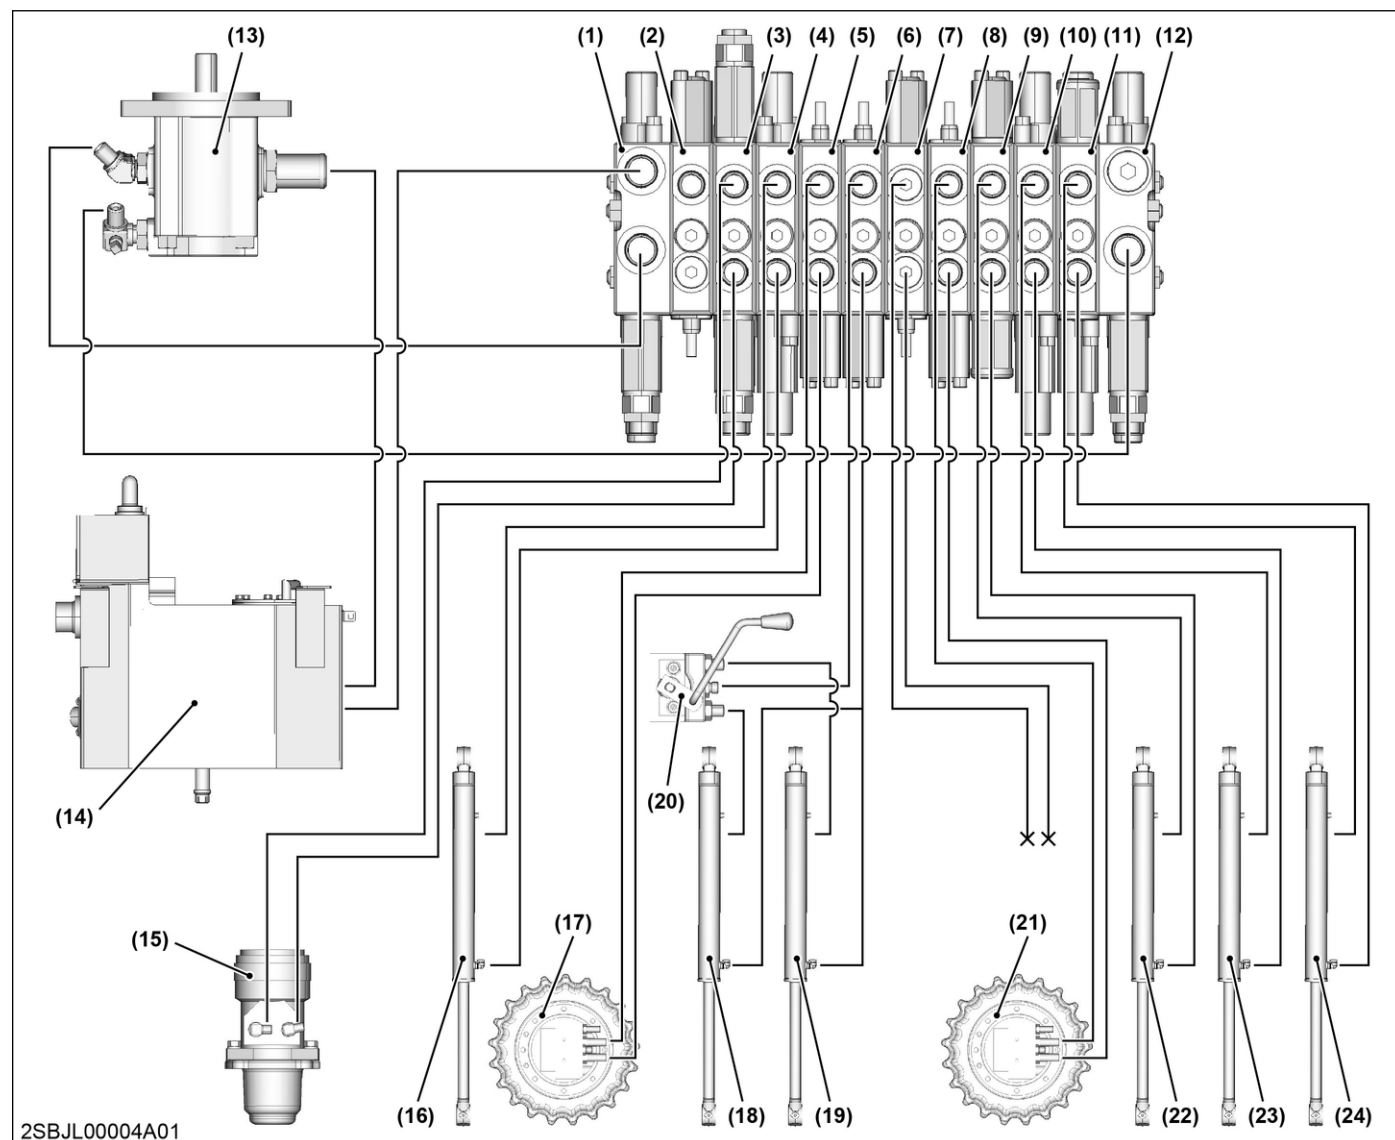 (13) (1) (2) (3) (4) (5) (6) (7) (8) (9) (10) (11) (12)
(20)
(14)
(15) (17) (21)
(16) (18) (19) (22) (23) (24)
2SBJL00004A01